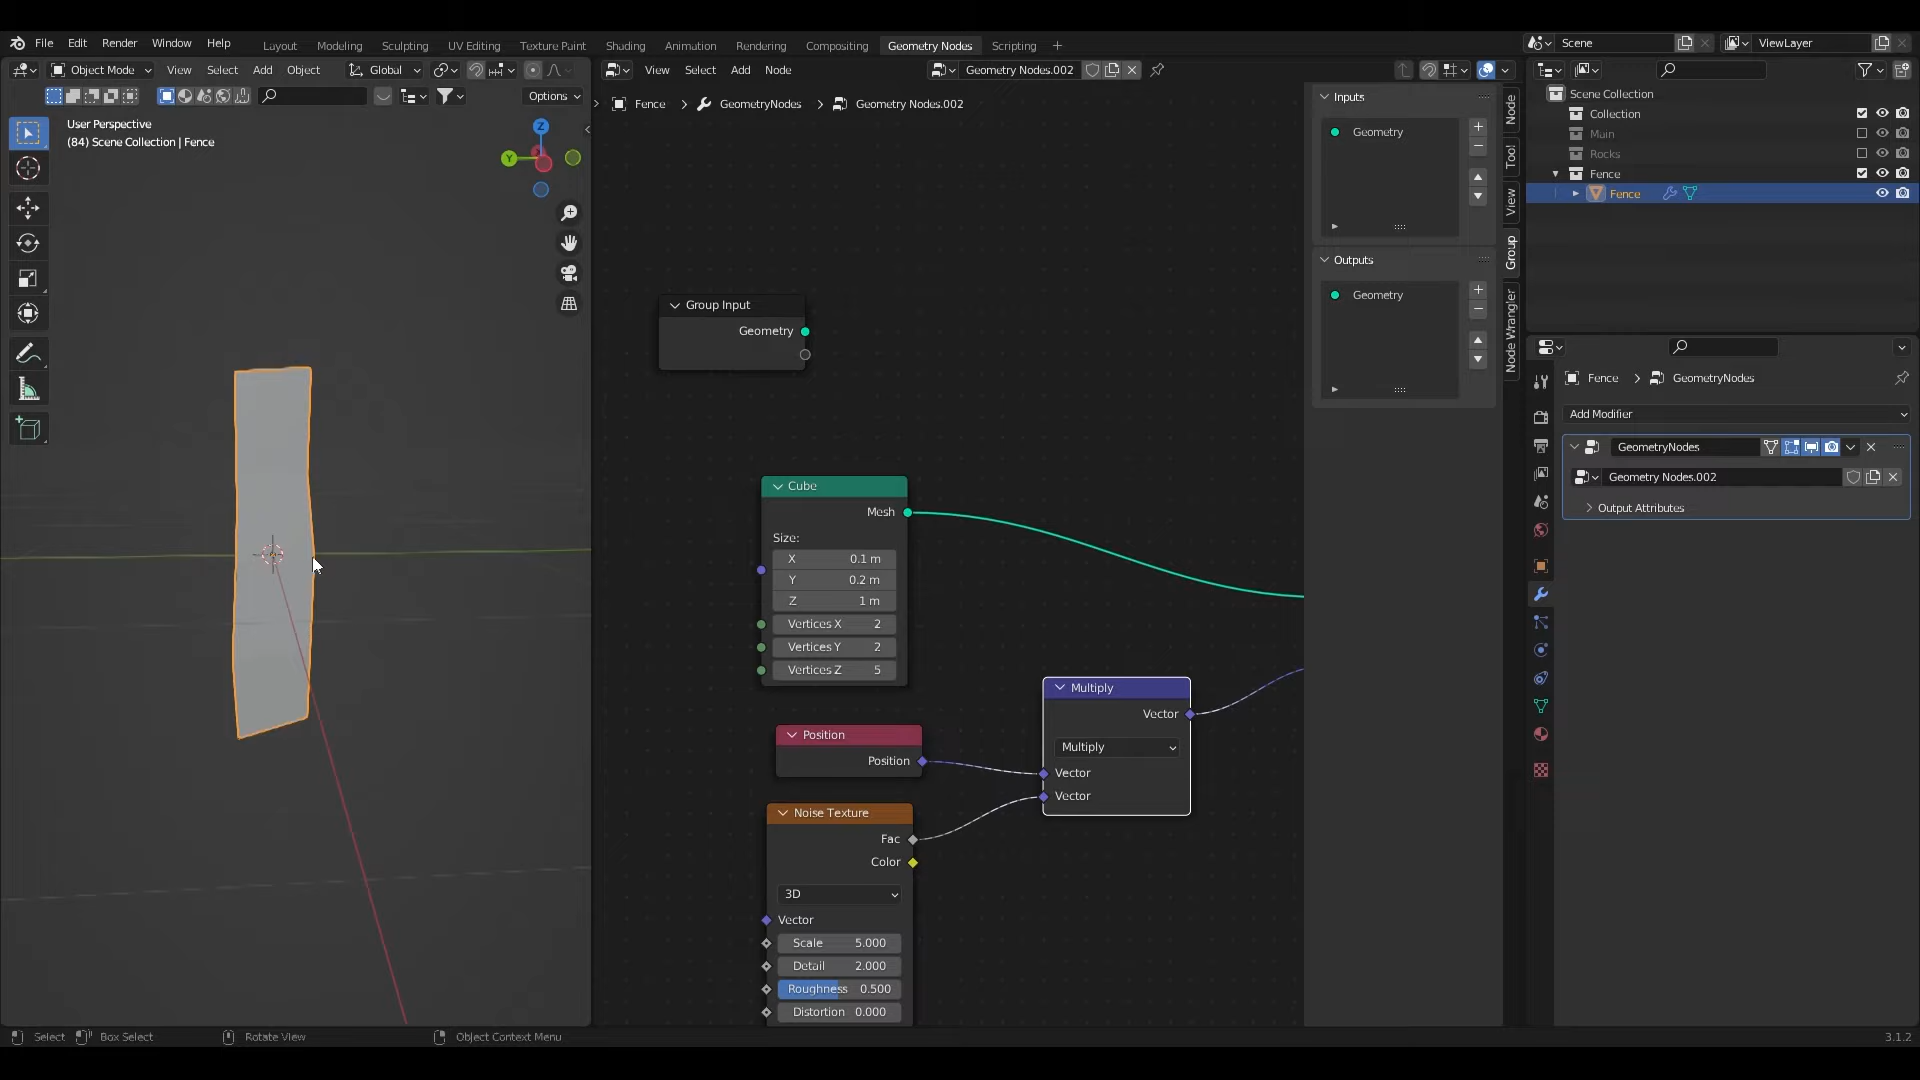 File Edit Render Window Help
Layout Modeling Sculpting UV Editing Texture Paint Shading Animation Rendering Compositing Geometry Nodes Scripting +
Scene
ViewLayer
Object Mode View Select Add Object Global
Options
User Perspective
(84) Scene Collection | Fence
Z
Y
View Select Add Node
Geometry Nodes.002
Fence > GeometryNodes > Geometry Nodes.002
Group Input
Geometry
Cube
Mesh
Size:
X 0.1 m
Y 0.2 m
Z 1 m
Vertices X 2
Vertices Y 2
Vertices Z 5
Position
Position
Noise Texture
Fac
Color
3D
Vector
Scale 5.000
Detail 2.000
Roughness 0.500
Distortion 0.000
Multiply
Vector
Multiply
Vector
Vector
Inputs
Geometry
Outputs
Geometry
Node
Tool
View
Group
Node Wrangler
Scene Collection
Collection
Main
Rocks
Fence
Fence
Fence > GeometryNodes
Add Modifier
GeometryNodes
Geometry Nodes.002
Output Attributes
Select Box Select Rotate View Object Context Menu
3.1.2